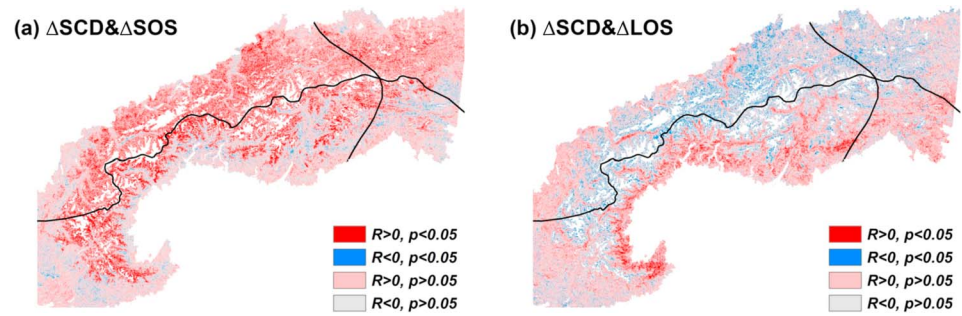 (a) ΔSCD&ΔSOS
R>0, p<0.05
R<0, p<0.05
R>0, p>0.05
R<0, p>0.05
(b) ΔSCD&ΔLOS
R>0, p<0.05
R<0, p<0.05
R>0, p>0.05
R<0, p>0.05